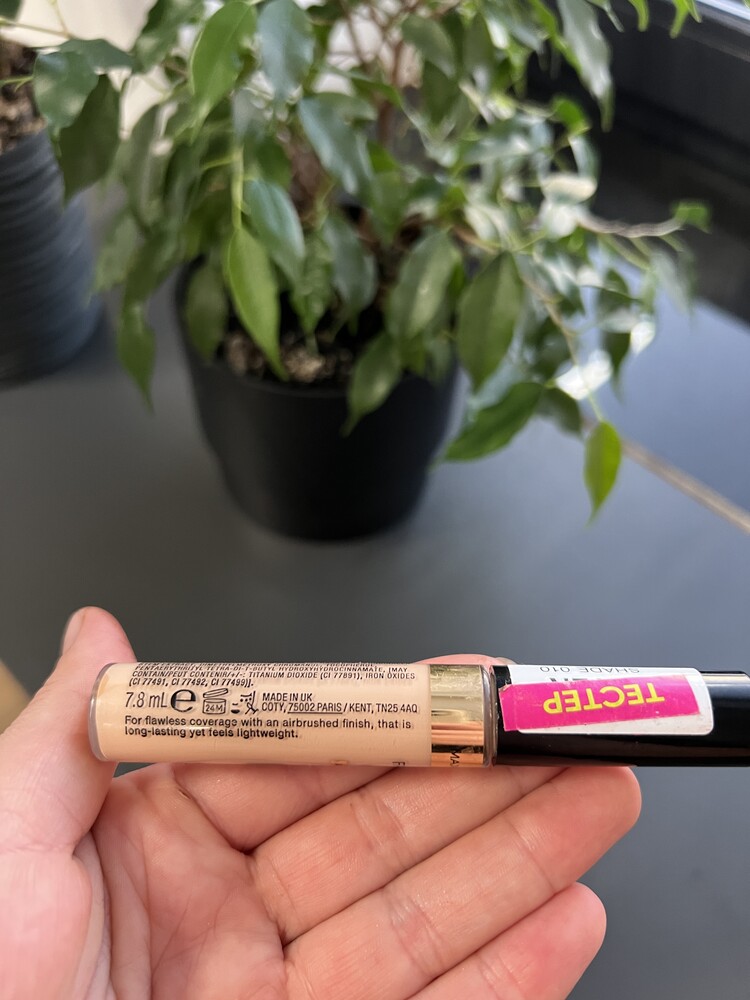 PENTAERYTHRITYL TETRA-DI-T-BUTYL HYDROXYHYDROCINNAMATE, [MAY
CONTAIN/PEUT CONTENIR/+/-: TITANIUM DIOXIDE (CI 77891), IRON OXIDES
(CI 77491, CI 77492, CI 77499)].
7.8 mL e 24M MADE IN UK
COTY, 75002 PARIS / KENT, TN25 4AQ
For flawless coverage with an airbrushed finish, that is
long-lasting yet feels lightweight.
MA
SHADE 010
ТЕСТЕР